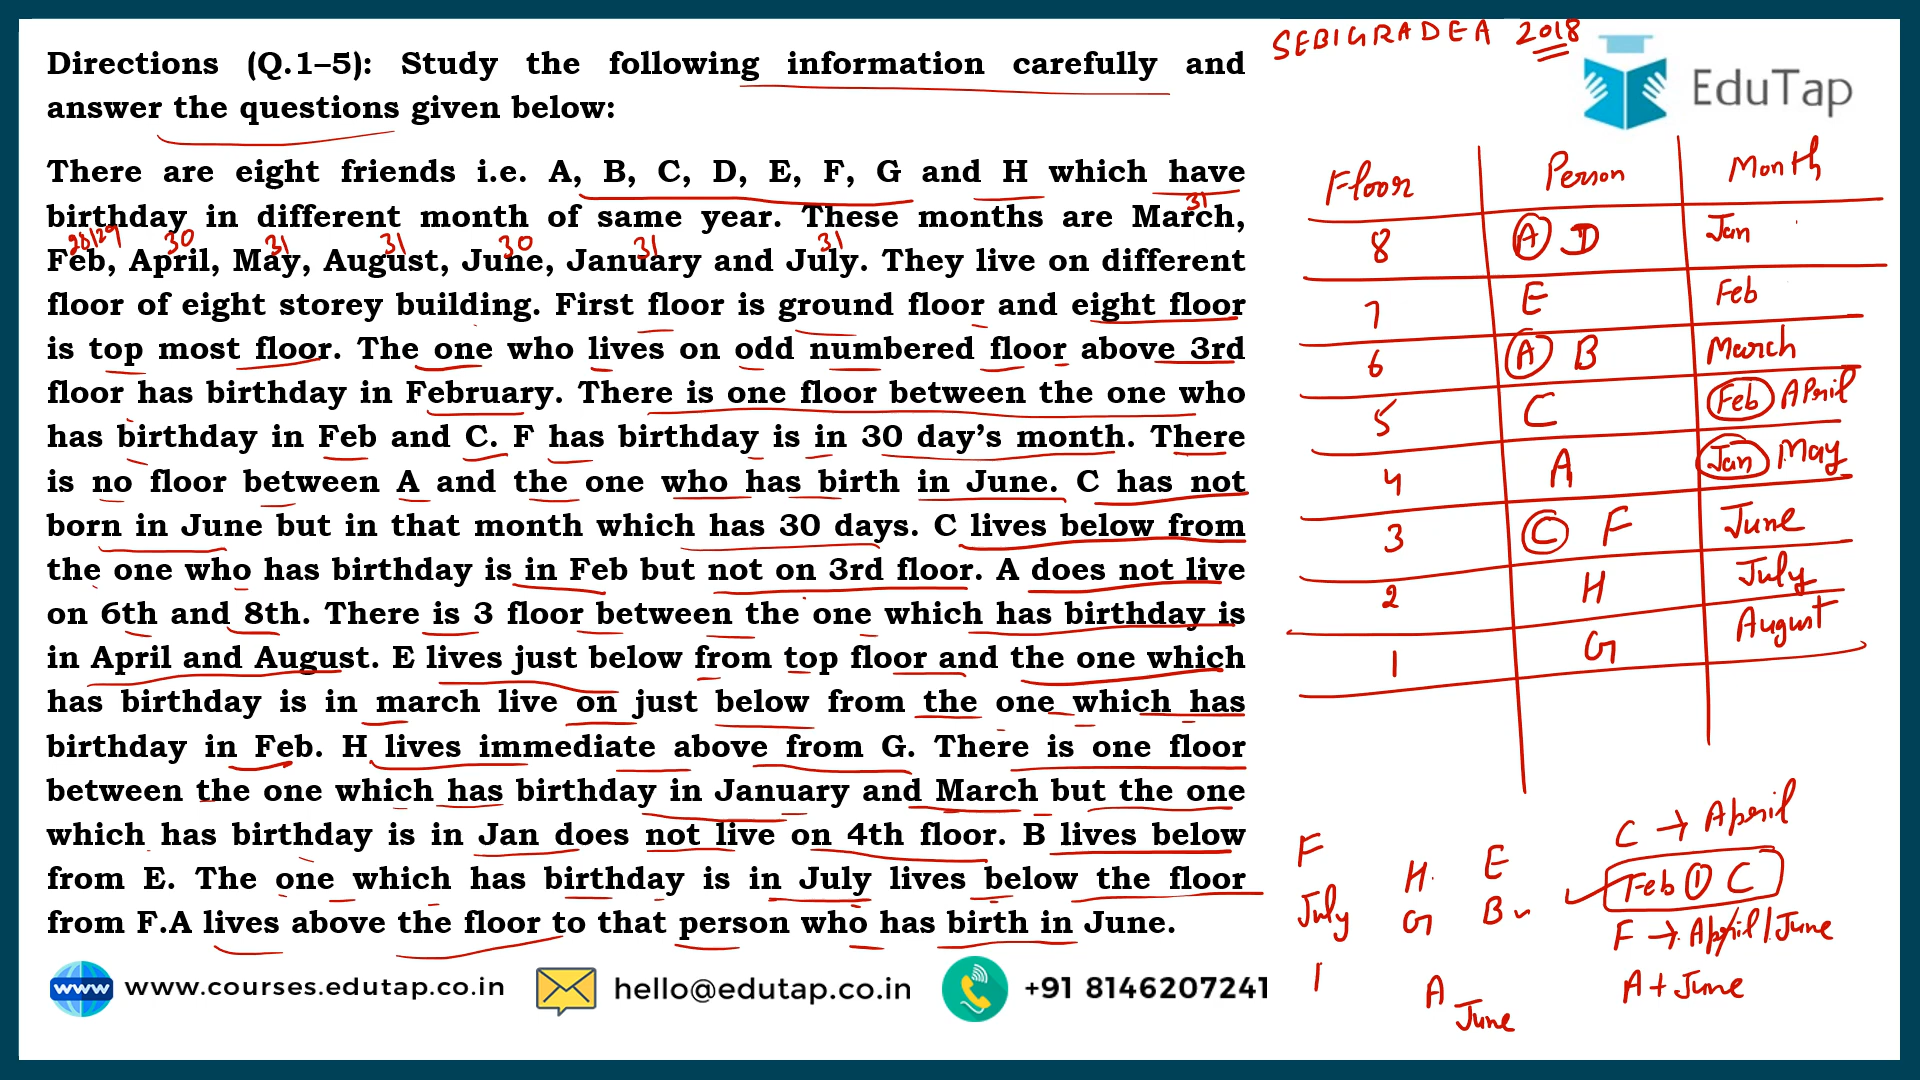 SEBI GRADE A 2018
EduTap
Directions (Q.1–5): Study the following information carefully and
answer the questions given below:
There are eight friends i.e. A, B, C, D, E, F, G and H which have
birthday in different month of same year. These months are March,
31
28/29 30 31 31 30 31 31
Feb, April, May, August, June, January and July. They live on different
floor of eight storey building. First floor is ground floor and eight floor
is top most floor. The one who lives on odd numbered floor above 3rd
floor has birthday in February. There is one floor between the one who
has birthday in Feb and C. F has birthday is in 30 day's month. There
is no floor between A and the one who has birth in June. C has not
born in June but in that month which has 30 days. C lives below from
the one who has birthday is in Feb but not on 3rd floor. A does not live
on 6th and 8th. There is 3 floor between the one which has birthday is
in April and August. E lives just below from top floor and the one which
has birthday is in march live on just below from the one which has
birthday in Feb. H lives immediate above from G. There is one floor
between the one which has birthday in January and March but the one
which has birthday is in Jan does not live on 4th floor. B lives below
from E. The one which has birthday is in July lives below the floor
from F.A lives above the floor to that person who has birth in June.
Floor Person Month
8 A D Jan
7 E Feb
6 A B March
5 C Feb April
4 A Jan May
3 C F June
2 H July
1 G August
F H E C → April
July G B Feb 1 C
F → April/June
1 A A + June
June
www www.courses.edutap.co.in hello@edutap.co.in +91 8146207241